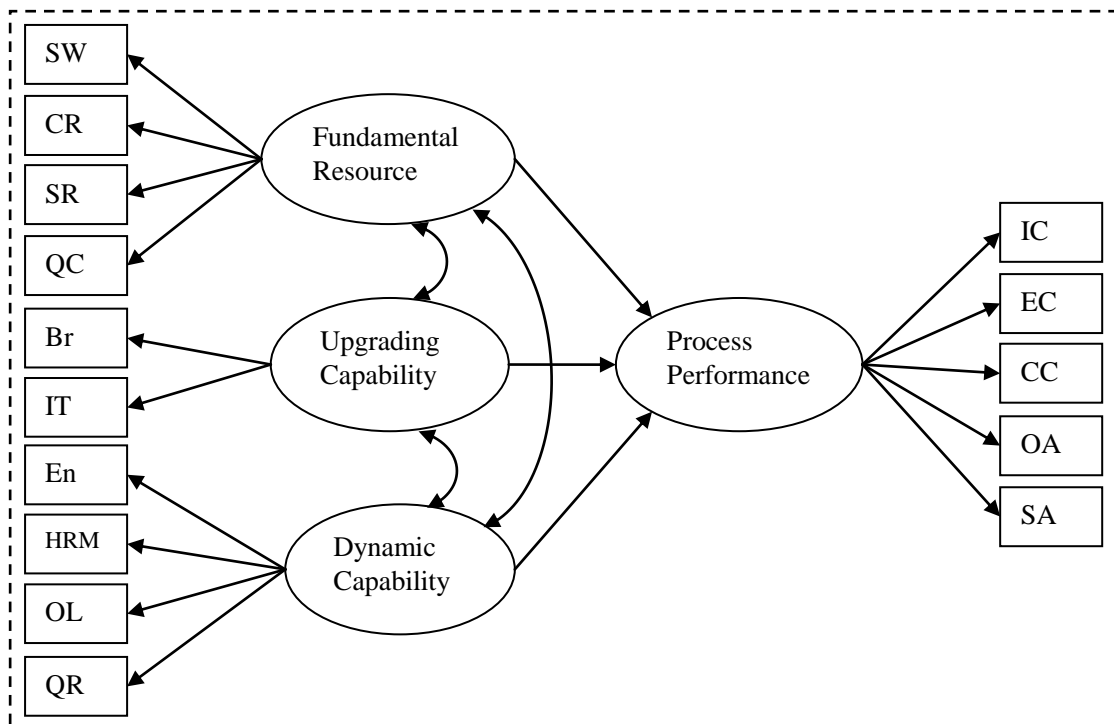 SW
CR
SR
QC
Br
IT
En
HRM
OL
QR
Fundamental
Resource
Upgrading
Capability
Dynamic
Capability
Process
Performance
IC
EC
CC
OA
SA